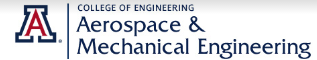 A
COLLEGE OF ENGINEERING
Aerospace &
Mechanical Engineering